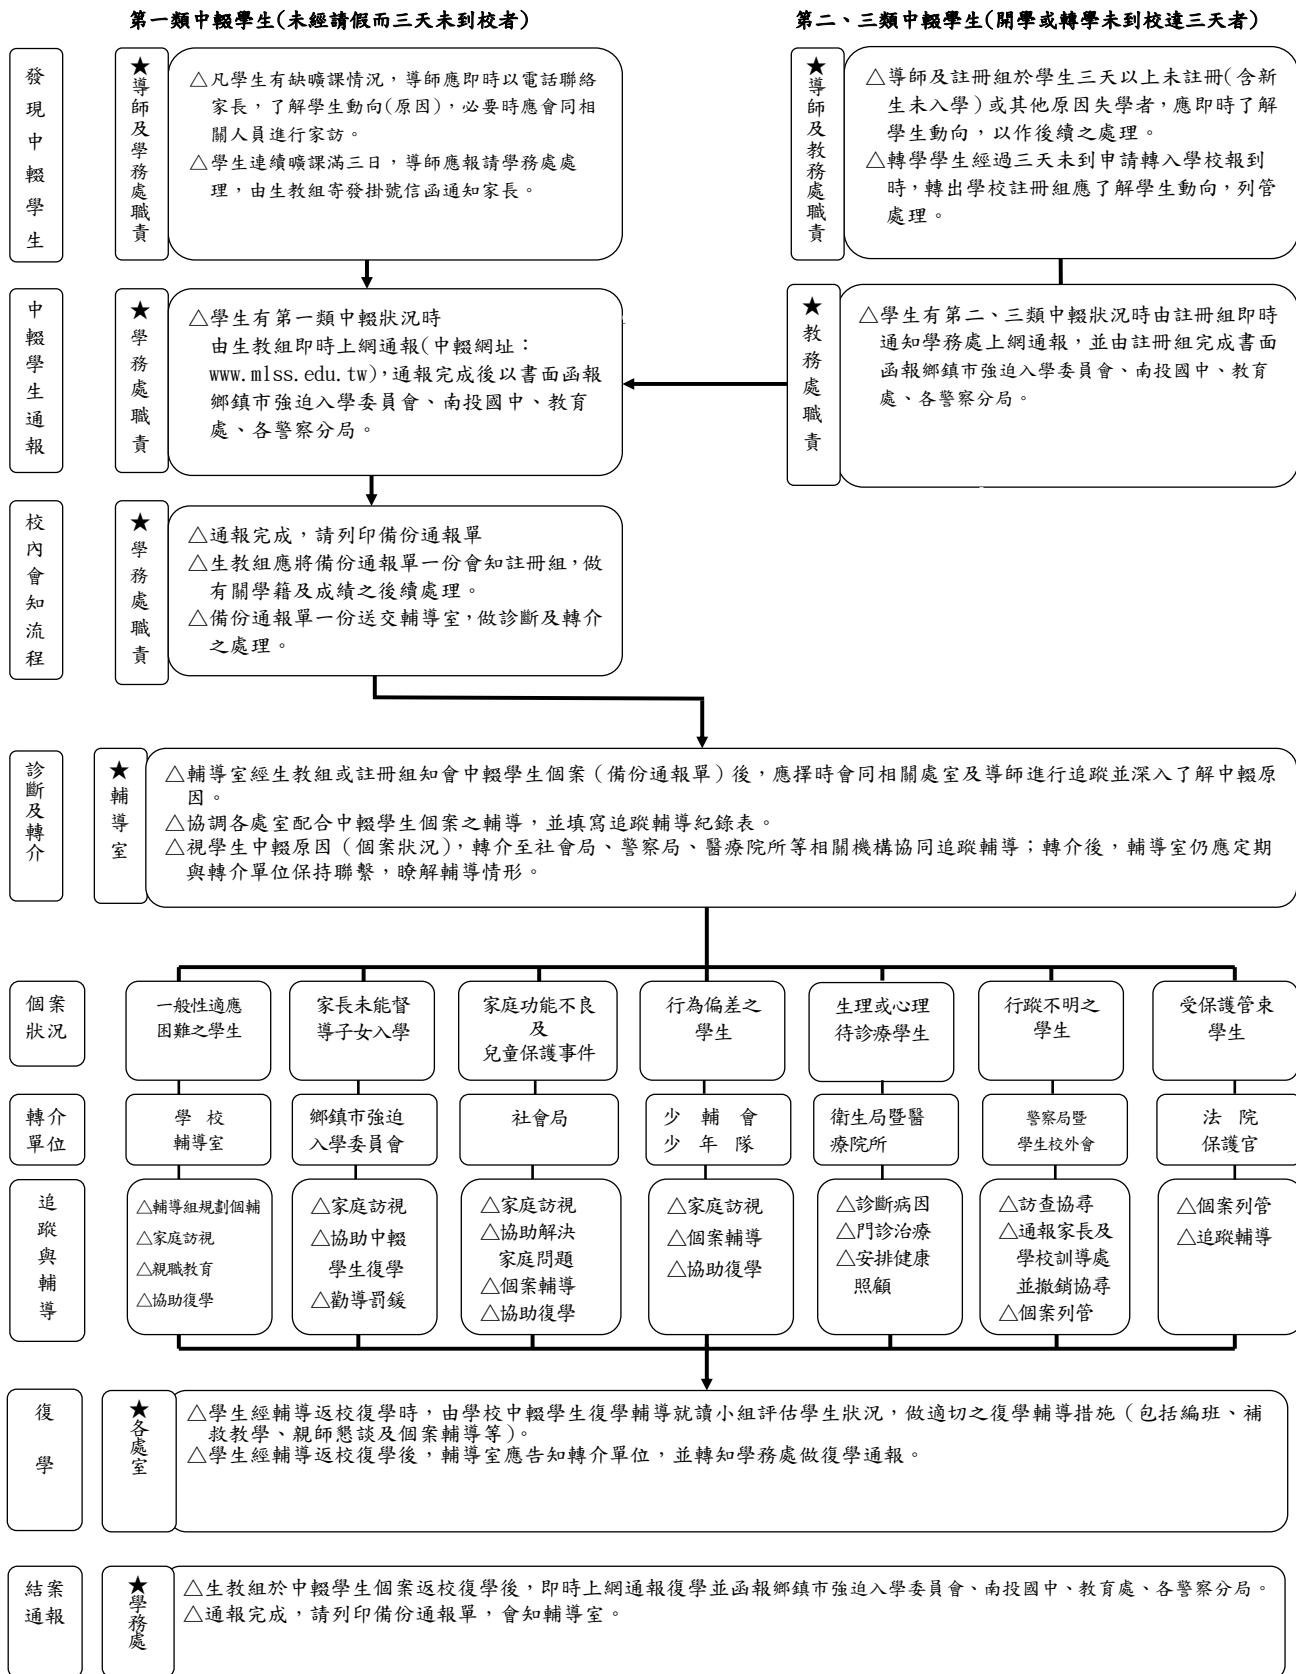 第一類中輟學生(未經請假而三天未到校者)
第二、三類中輟學生(開學或轉學未到校達三天者)
發現中輟學生
★導師及學務處職責
△凡學生有缺曠課情況，導師應即時以電話聯絡
家長，了解學生動向(原因)，必要時應會同相
關人員進行家訪。
△學生連續曠課滿三日，導師應報請學務處處
理，由生教組寄發掛號信函通知家長。
★導師及教務處職責
△導師及註冊組於學生三天以上未註冊(含新
生未入學)或其他原因失學者，應即時了解
學生動向，以作後續之處理。
△轉學學生經過三天未到申請轉入學校報到
時，轉出學校註冊組應了解學生動向，列管
處理。
中輟學生通報
★學務處職責
△學生有第一類中輟狀況時
由生教組即時上網通報(中輟網址：
www.mlss.edu.tw)，通報完成後以書面函報
鄉鎮市強迫入學委員會、南投國中、教育
處、各警察分局。
★教務處職責
△學生有第二、三類中輟狀況時由註冊組即時
通知學務處上網通報，並由註冊組完成書面
函報鄉鎮市強迫入學委員會、南投國中、教育
處、各警察分局。
校內會知流程
★學務處職責
△通報完成，請列印備份通報單
△生教組應將備份通報單一份會知註冊組，做
有關學籍及成績之後續處理。
△備份通報單一份送交輔導室，做診斷及轉介
之處理。
診斷及轉介
★輔導室
△輔導室經生教組或註冊組知會中輟學生個案（備份通報單）後，應擇時會同相關處室及導師進行追蹤並深入了解中輟原
因。
△協調各處室配合中輟學生個案之輔導，並填寫追蹤輔導紀錄表。
△視學生中輟原因（個案狀況），轉介至社會局、警察局、醫療院所等相關機構協同追蹤輔導；轉介後，輔導室仍應定期
與轉介單位保持聯繫，瞭解輔導情形。
個案
狀況
一般性適應
困難之學生
家長未能督
導子女入學
家庭功能不良
及
兒童保護事件
行為偏差之
學生
生理或心理
待診療學生
行蹤不明之
學生
受保護管束
學生
轉介
單位
學 校
輔導室
鄉鎮市強迫
入學委員會
社會局
少 輔 會
少 年 隊
衛生局暨醫
療院所
警察局暨
學生校外會
法 院
保護官
追蹤與輔導
△輔導組規劃個輔
△家庭訪視
△親職教育
△協助復學
△家庭訪視
△協助中輟
學生復學
△勸導罰鍰
△家庭訪視
△協助解決
家庭問題
△個案輔導
△協助復學
△家庭訪視
△個案輔導
△協助復學
△診斷病因
△門診治療
△安排健康
照顧
△訪查協尋
△通報家長及
學校訓導處
並撤銷協尋
△個案列管
△個案列管
△追蹤輔導
復學
★各處室
△學生經輔導返校復學時，由學校中輟學生復學輔導就讀小組評估學生狀況，做適切之復學輔導措施（包括編班、補
救教學、親師懇談及個案輔導等）。
△學生經輔導返校復學後，輔導室應告知轉介單位，並轉知學務處做復學通報。
結案
通報
★學務處
△生教組於中輟學生個案返校復學後，即時上網通報復學並函報鄉鎮市強迫入學委員會、南投國中、教育處、各警察分局。
△通報完成，請列印備份通報單，會知輔導室。